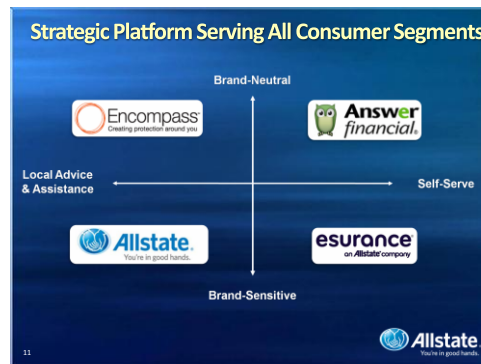 Strategic Platform Serving All Consumer Segments
Brand-Neutral
Encompass®
Creating protection around you
Answer
financial®
Local Advice
& Assistance
Self-Serve
Allstate®
You're in good hands.
esurance®
an Allstate company
Brand-Sensitive
11
Allstate
You're in good hands.